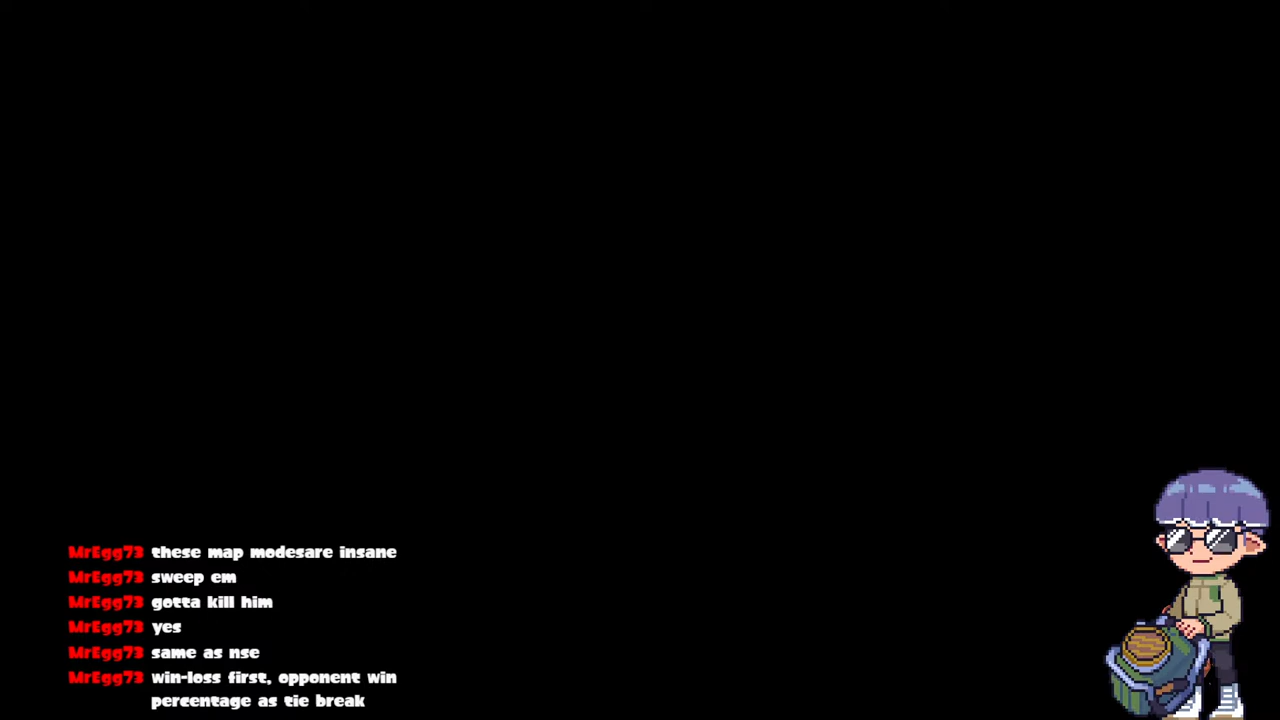 MrEgg73 these map modesare insane
MrEgg73 sweep em
MrEgg73 gotta kill him
MrEgg73 yes
MrEgg73 same as nse
MrEgg73 win-loss first, opponent win
percentage as tie break